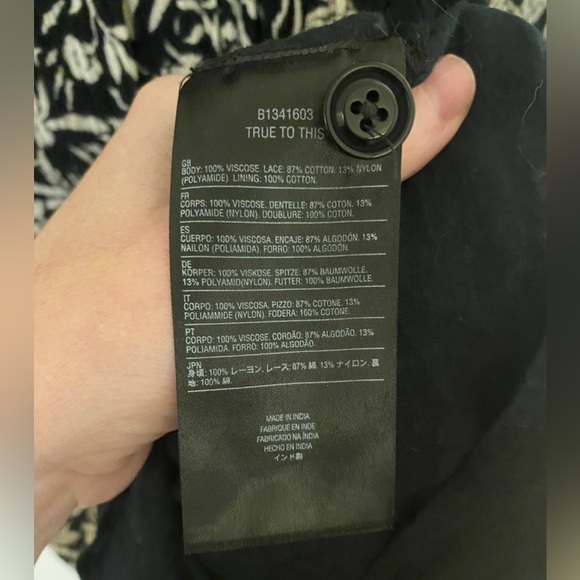 B1341603
TRUE TO THIS
GB
BODY: 100% VISCOSE. LACE: 87% COTTON. 13% NYLON
(POLYAMIDE) LINING: 100% COTTON.
FR
CORPS: 100% VISCOSE. DENTELLE: 87% COTON. 13%
POLYAMIDE (NYLON). DOUBLURE: 100% COTON.
ES
CUERPO: 100% VISCOSA. ENCAJE: 87% ALGODÓN. 13%
NAILON (POLIAMIDA). FORRO: 100% ALGODÓN.
DE
KÖRPER: 100% VISKOSE. SPITZE: 87% BAUMWOLLE.
13% POLYAMID(NYLON). FUTTER: 100% BAUMWOLLE.
IT
CORPO: 100% VISCOSA. PIZZO: 87% COTONE. 13%
POLIAMMIDE (NYLON). FODERA: 100% COTONE.
PT
CORPO: 100% VISCOSE. CORDÃO: 87% ALGODÃO. 13%
POLIAMIDA. FORRO: 100% ALGODÃO.
JPN
身頃: 100% レーヨン. レース: 87% 綿. 13% ナイロン. 裏
地: 100% 綿.
MADE IN INDIA
FABRIQUE EN INDE
FABRICADO NA ÍNDIA
HECHO EN INDIA
インド製